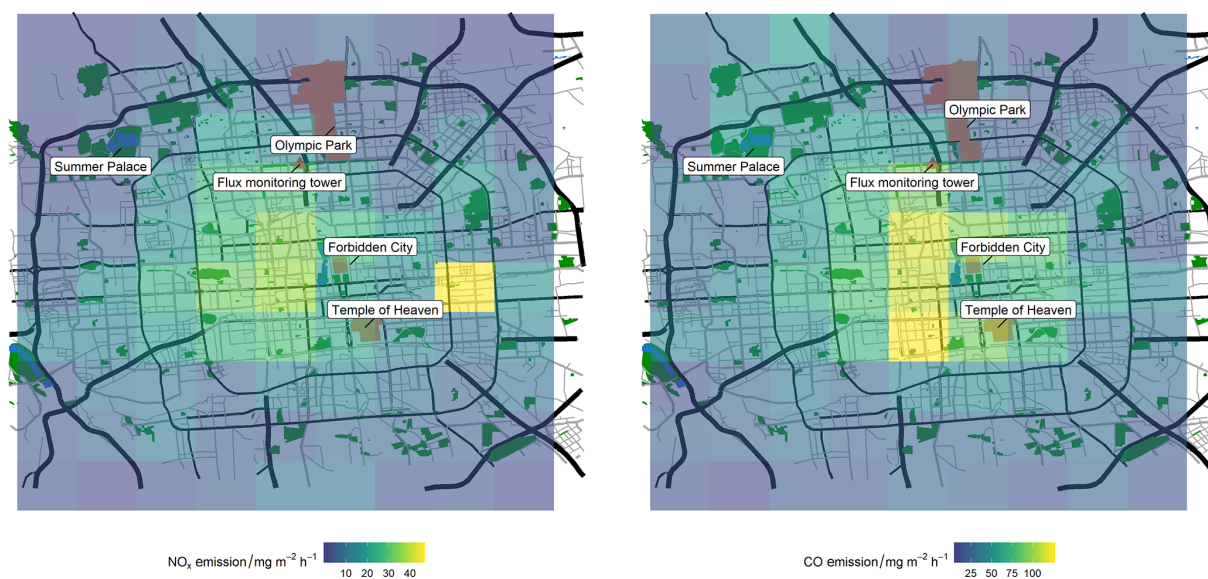 Olympic Park
Summer Palace
Flux monitoring tower
Forbidden City
Temple of Heaven
NOₓ emission/mg m⁻² h⁻¹
10 20 30 40
Olympic Park
Summer Palace
Flux monitoring tower
Forbidden City
Temple of Heaven
CO emission/mg m⁻² h⁻¹
25 50 75 100